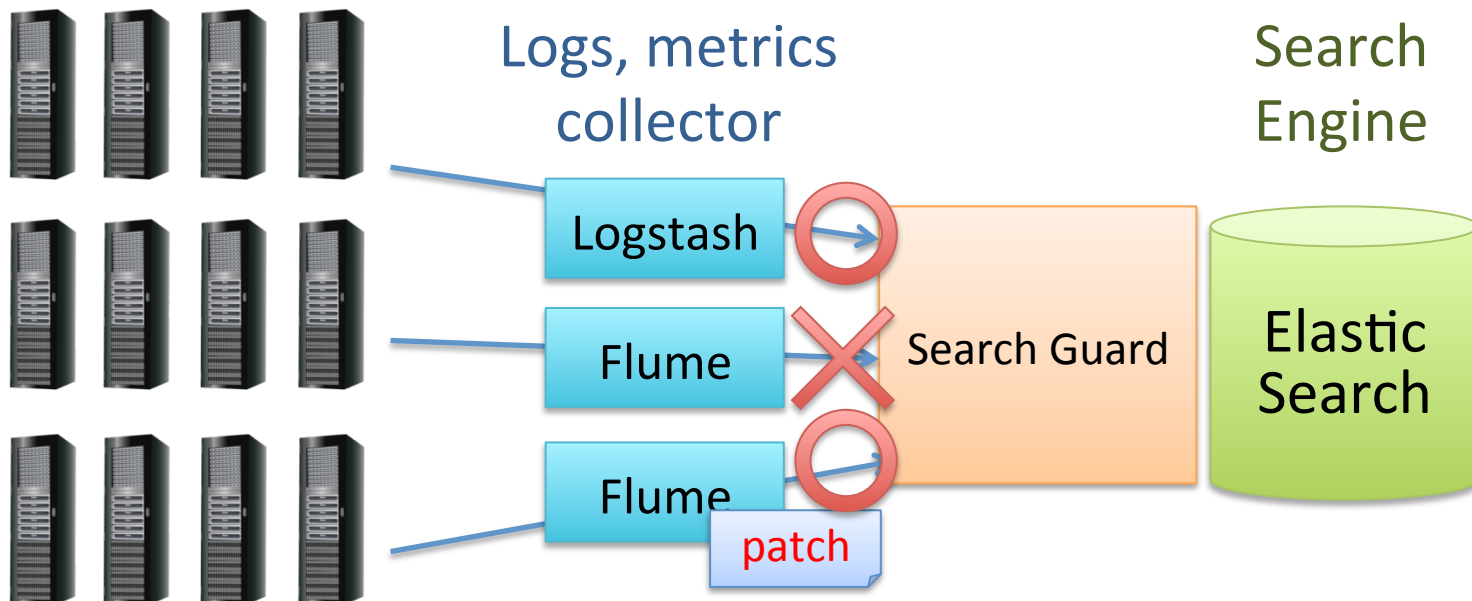 Logs, metrics
collector
Search
Engine
Logstash
Flume
Flume
patch
Search Guard
Elastic
Search